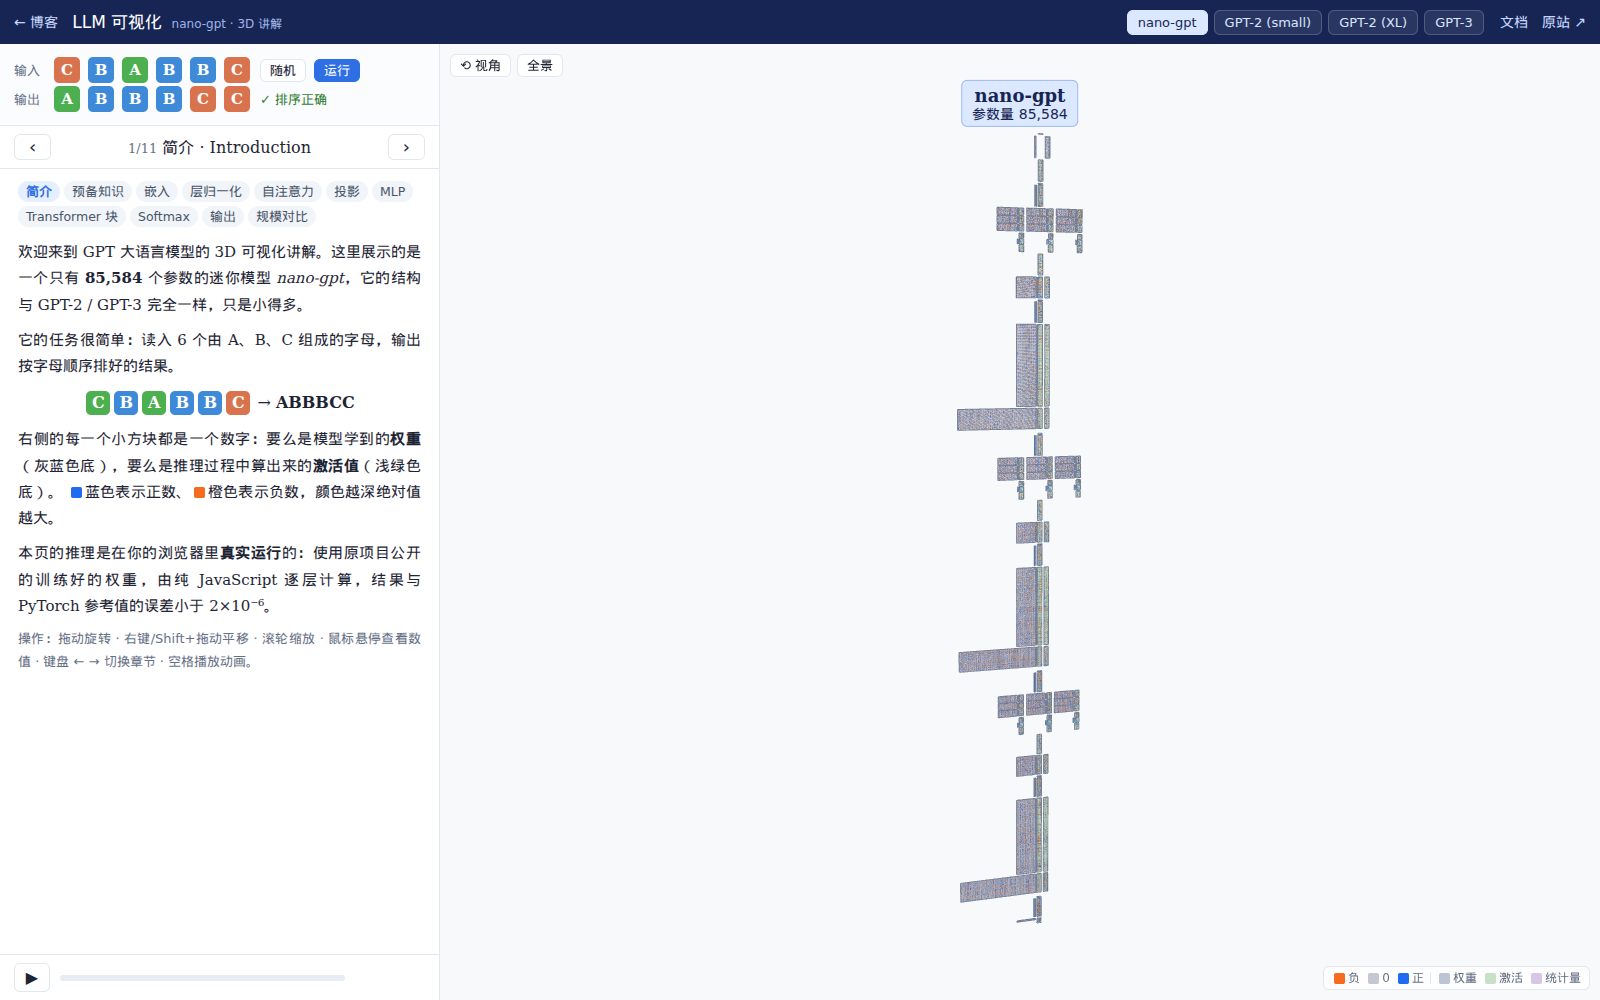 ← 博客 LLM 可视化 nano-gpt · 3D 讲解
nano-gpt GPT-2 (small) GPT-2 (XL) GPT-3 文档 原站 ↗
输入 C B A B B C 随机 运行
输出 A B B B C C ✓ 排序正确
‹ 1/11 简介 · Introduction ›
简介 预备知识 嵌入 层归一化 自注意力 投影 MLP
Transformer 块 Softmax 输出 规模对比
欢迎来到 GPT 大语言模型的 3D 可视化讲解。这里展示的是
一个只有 85,584 个参数的迷你模型 nano-gpt，它的结构
与 GPT-2 / GPT-3 完全一样，只是小得多。
它的任务很简单：读入 6 个由 A、B、C 组成的字母，输出
按字母顺序排好的结果。
C B A B B C → ABBBCC
右侧的每一个小方块都是一个数字：要么是模型学到的权重
（灰蓝色底），要么是推理过程中算出来的激活值（浅绿色
底）。 蓝色表示正数、 橙色表示负数，颜色越深绝对值
越大。
本页的推理是在你的浏览器里真实运行的：使用原项目公开
的训练好的权重，由纯 JavaScript 逐层计算，结果与
PyTorch 参考值的误差小于 2×10⁻⁶。
操作：拖动旋转 · 右键/Shift+拖动平移 · 滚轮缩放 · 鼠标悬停查看数
值 · 键盘 ← → 切换章节 · 空格播放动画。
▶
⟲ 视角 全景
nano-gpt
参数量 85,584
负 0 正 权重 激活 统计量